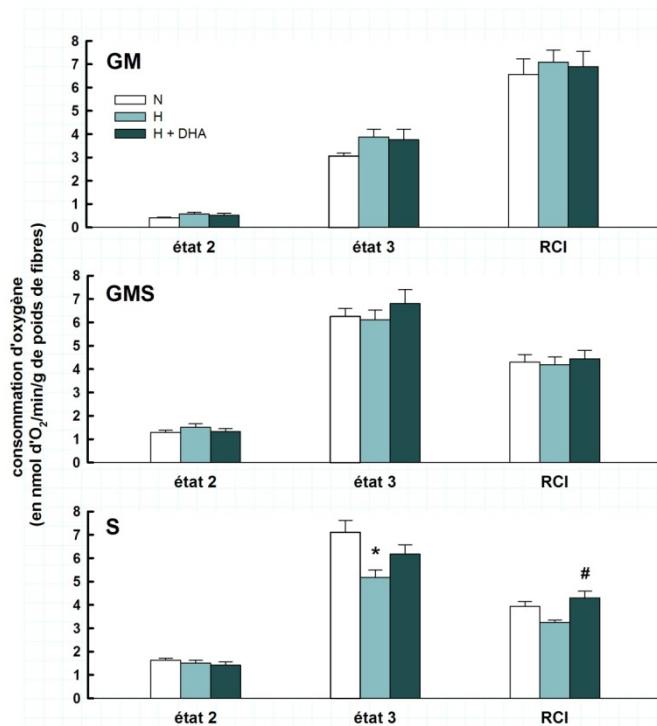 consommation d'oxygène
(en nmol d'O₂/min/g de poids de fibres)
8
7
6
5
4
3
2
1
0
GM
N
H
H + DHA
état 2 état 3 RCI
8
7
6
5
4
3
2
1
0
GMS
état 2 état 3 RCI
8
7
6
5
4
3
2
1
0
S
*
#
état 2 état 3 RCI